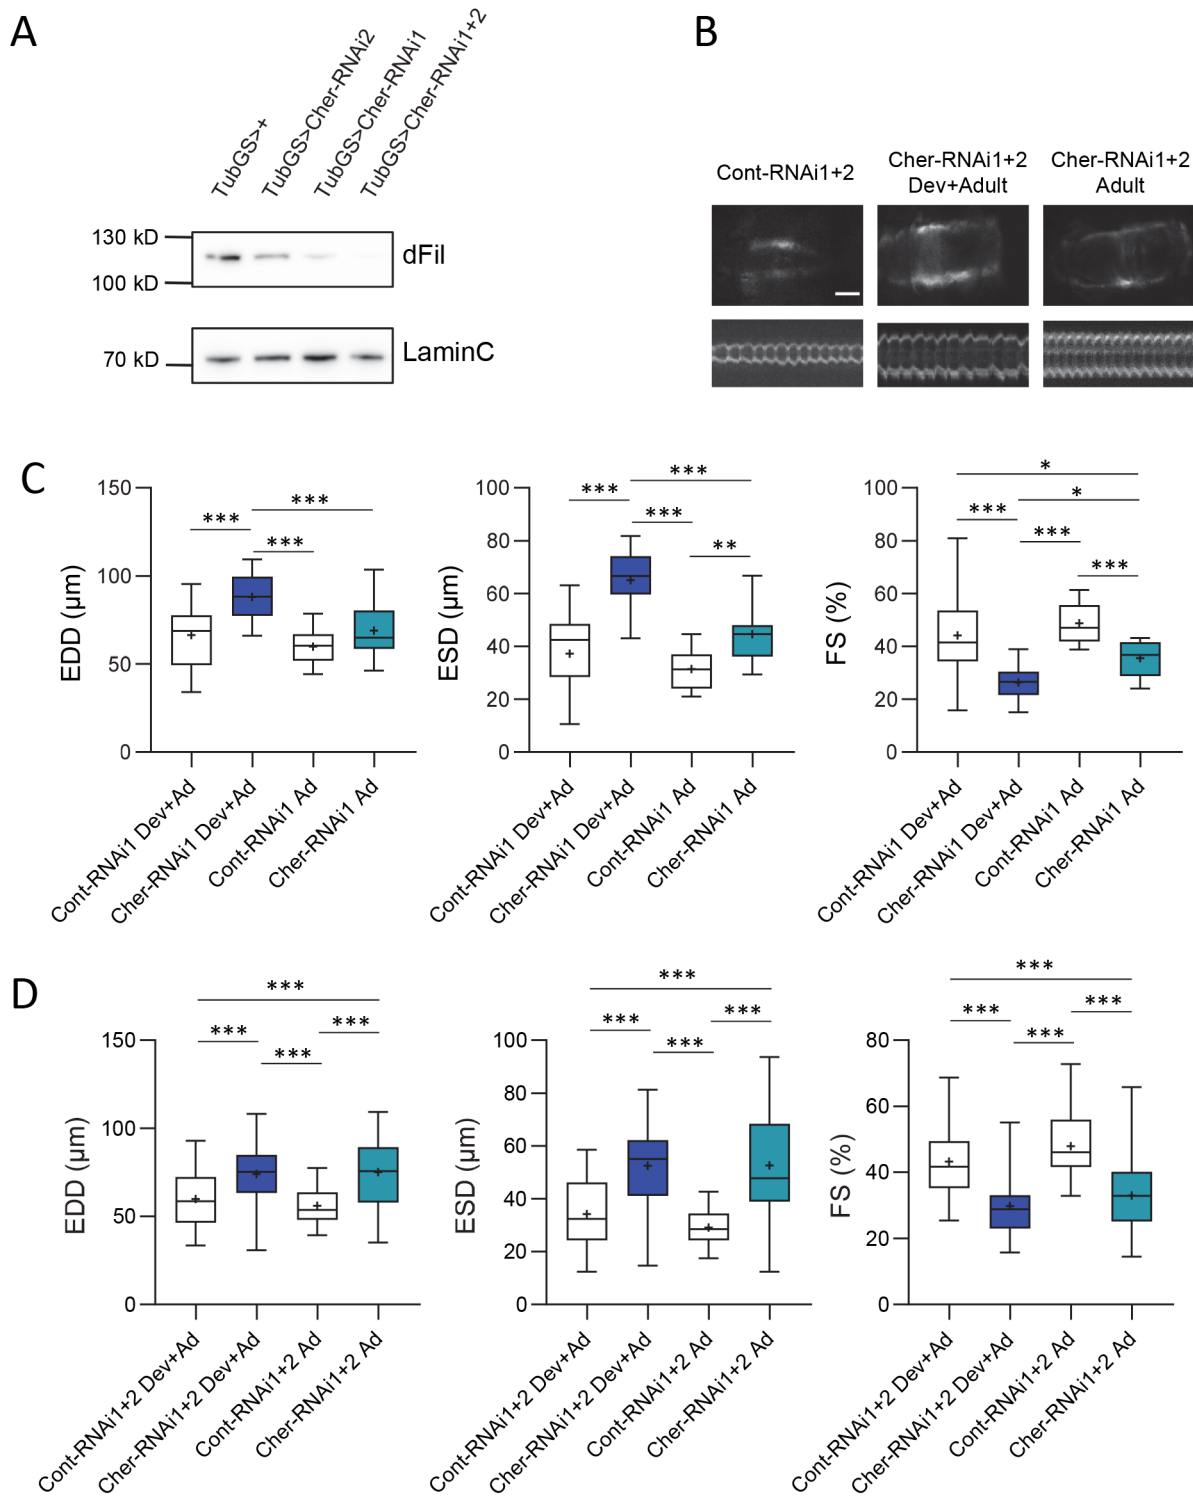 A
TubGS>+
TubGS>Cher-RNAi2
TubGS>Cher-RNAi1
TubGS>Cher-RNAi1+2
130 kD
100 kD
dFil
70 kD
LaminC
B
Cont-RNAi1+2
Cher-RNAi1+2
Dev+Adult
Cher-RNAi1+2
Adult
C
EDD (µm)
150
100
50
0
***
***
***
Cont-RNAi1 Dev+Ad
Cher-RNAi1 Dev+Ad
Cont-RNAi1 Ad
Cher-RNAi1 Ad
ESD (µm)
100
80
60
40
20
0
***
***
***
**
Cont-RNAi1 Dev+Ad
Cher-RNAi1 Dev+Ad
Cont-RNAi1 Ad
Cher-RNAi1 Ad
FS (%)
100
80
60
40
20
0
*
*
***
***
***
Cont-RNAi1 Dev+Ad
Cher-RNAi1 Dev+Ad
Cont-RNAi1 Ad
Cher-RNAi1 Ad
D
EDD (µm)
150
100
50
0
***
***
***
***
Cont-RNAi1+2 Dev+Ad
Cher-RNAi1+2 Dev+Ad
Cont-RNAi1+2 Ad
Cher-RNAi1+2 Ad
ESD (µm)
100
80
60
40
20
0
***
***
***
***
Cont-RNAi1+2 Dev+Ad
Cher-RNAi1+2 Dev+Ad
Cont-RNAi1+2 Ad
Cher-RNAi1+2 Ad
FS (%)
80
60
40
20
0
***
***
***
***
Cont-RNAi1+2 Dev+Ad
Cher-RNAi1+2 Dev+Ad
Cont-RNAi1+2 Ad
Cher-RNAi1+2 Ad